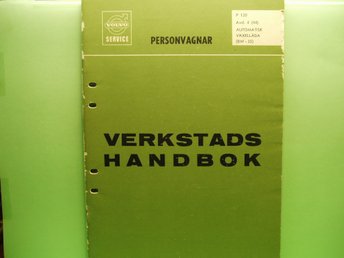 VOLVO
SERVICE
PERSONVAGNAR
P 120
Avd. 4 (44)
AUTOMATISK
VÄXELLÅDA
(BW-35)
VERKSTADS
HANDBOK